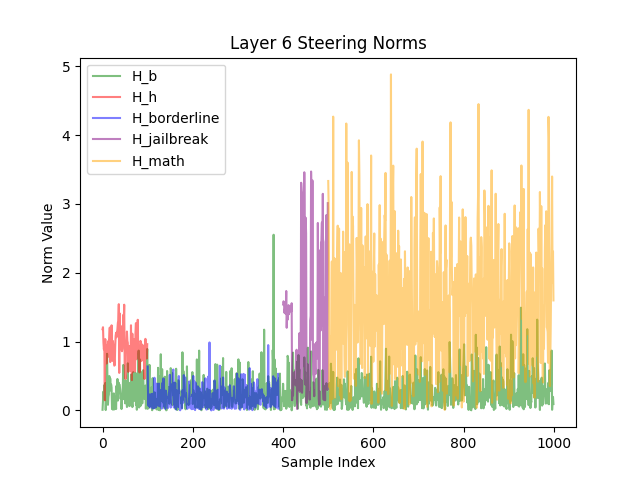 Layer 6 Steering Norms
H_b
H_h
H_borderline
H_jailbreak
H_math
Norm Value
5
4
3
2
1
0
0
200
400
600
800
1000
Sample Index